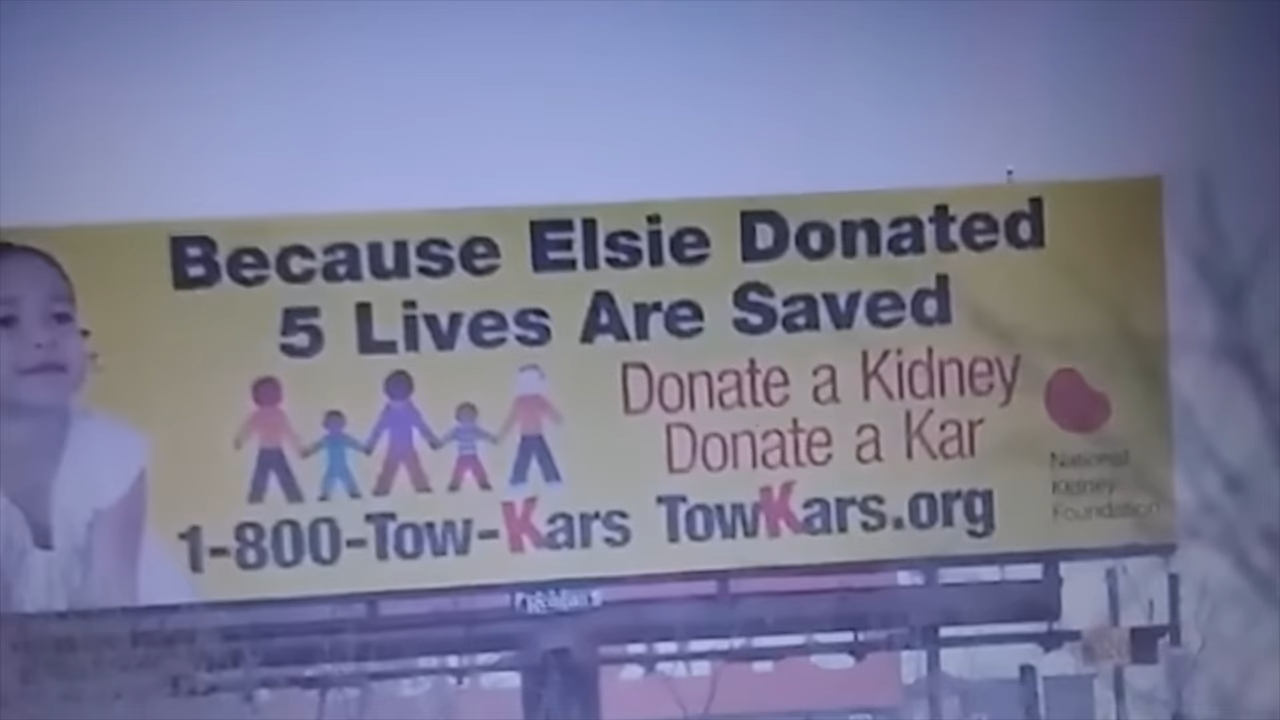 Because Elsie Donated
5 Lives Are Saved
Donate a Kidney
Donate a Kar
National
Kidney
Foundation
1-800-Tow-Kars TowKars.org